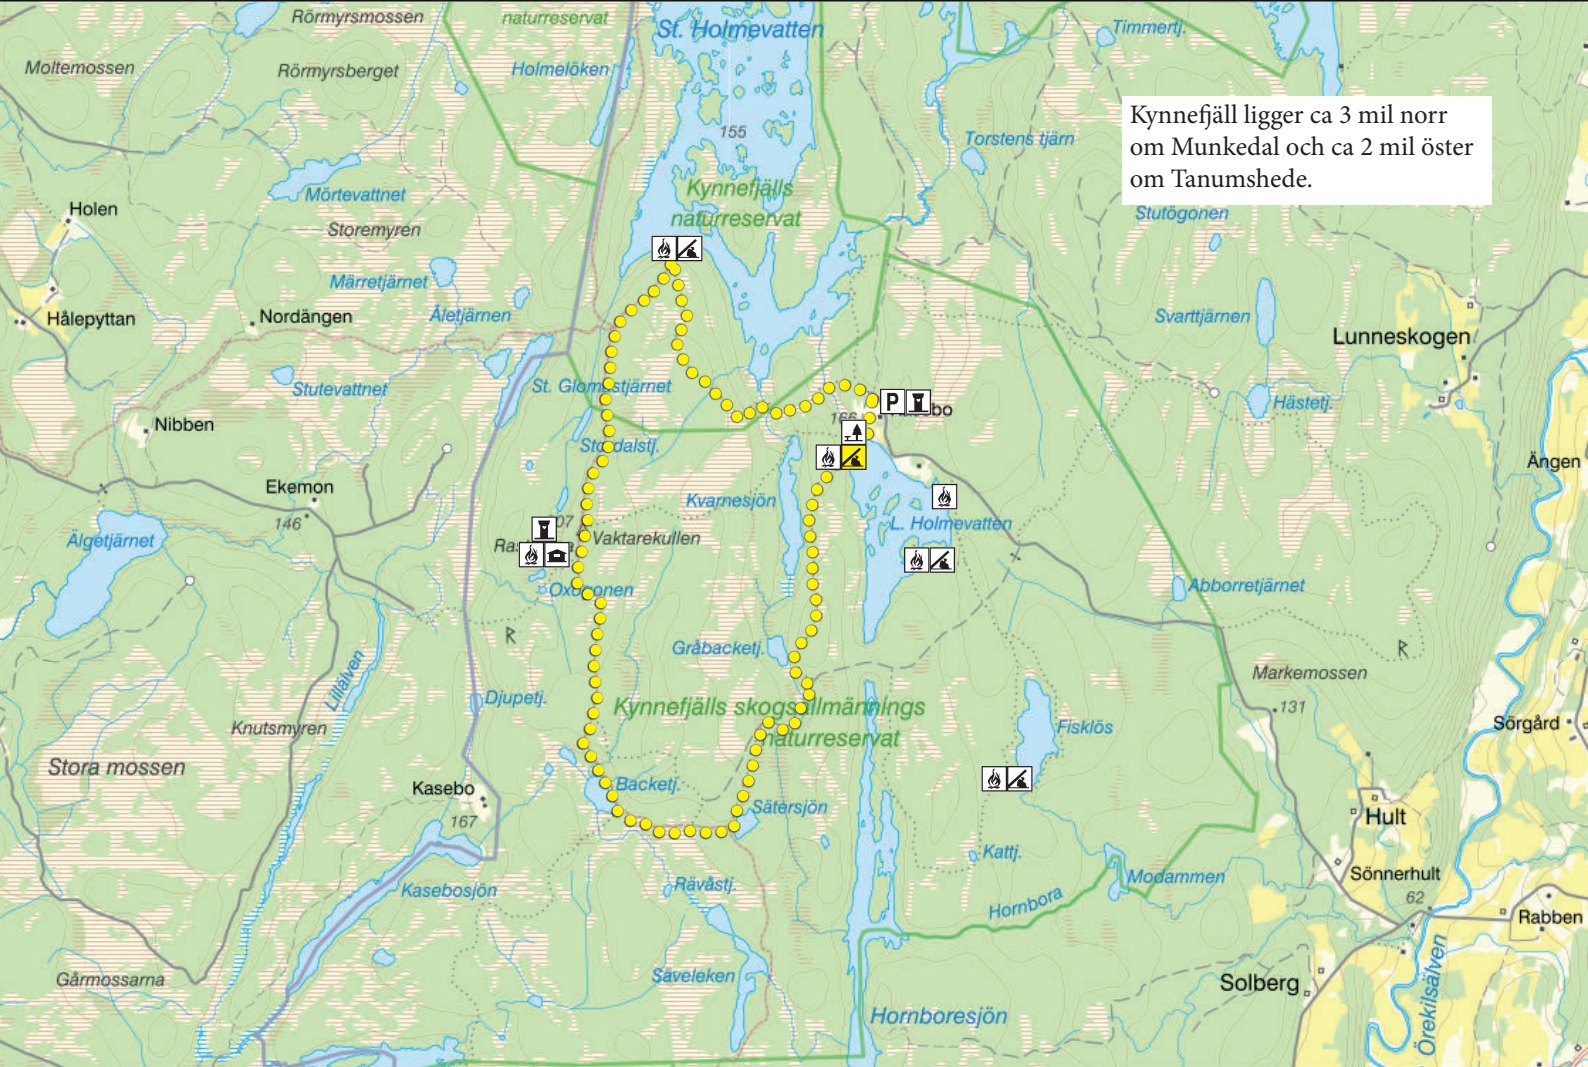 Rörmyrsmossen
naturreservat
St. Holmevatten
Timmertj.
Moltemossen
Rörmyrsberget
Holmelöken
Kynnefjäll ligger ca 3 mil norr
om Munkedal och ca 2 mil öster
om Tanumshede.
155
Torstens tjärn
Mörtevattnet
Kynnefjälls
naturreservat
Holen
Storemyren
Stutögonen
Märretjärnet
Hålepyttan
Nordängen
Åletjärnen
Svarttjärnen
Lunneskogen
Stutevattnet
St. Glomstjärnet
Hästetj.
P
166
Nibben
Ängen
Ekemon
146
Kvarnesjön
L. Holmevatten
Älgetjärnet
Vaktarekullen
Abborretjärnet
R
Gråbacketj.
R
Markemossen
Lillälven
Djupetj.
Kynnefjälls skogsallmännings
naturreservat
131
Knutsmyren
Fisklös
Sörgård
Stora mossen
Kasebo
Backetj.
167
Sätersjön
Hult
Kattj.
Kasebosjön
Rävåstj.
Modammen
Sönnerhult
62
Hornbora
Rabben
Gårmossarna
Säveleken
Solberg
Hornboresjön
Örekilsälven